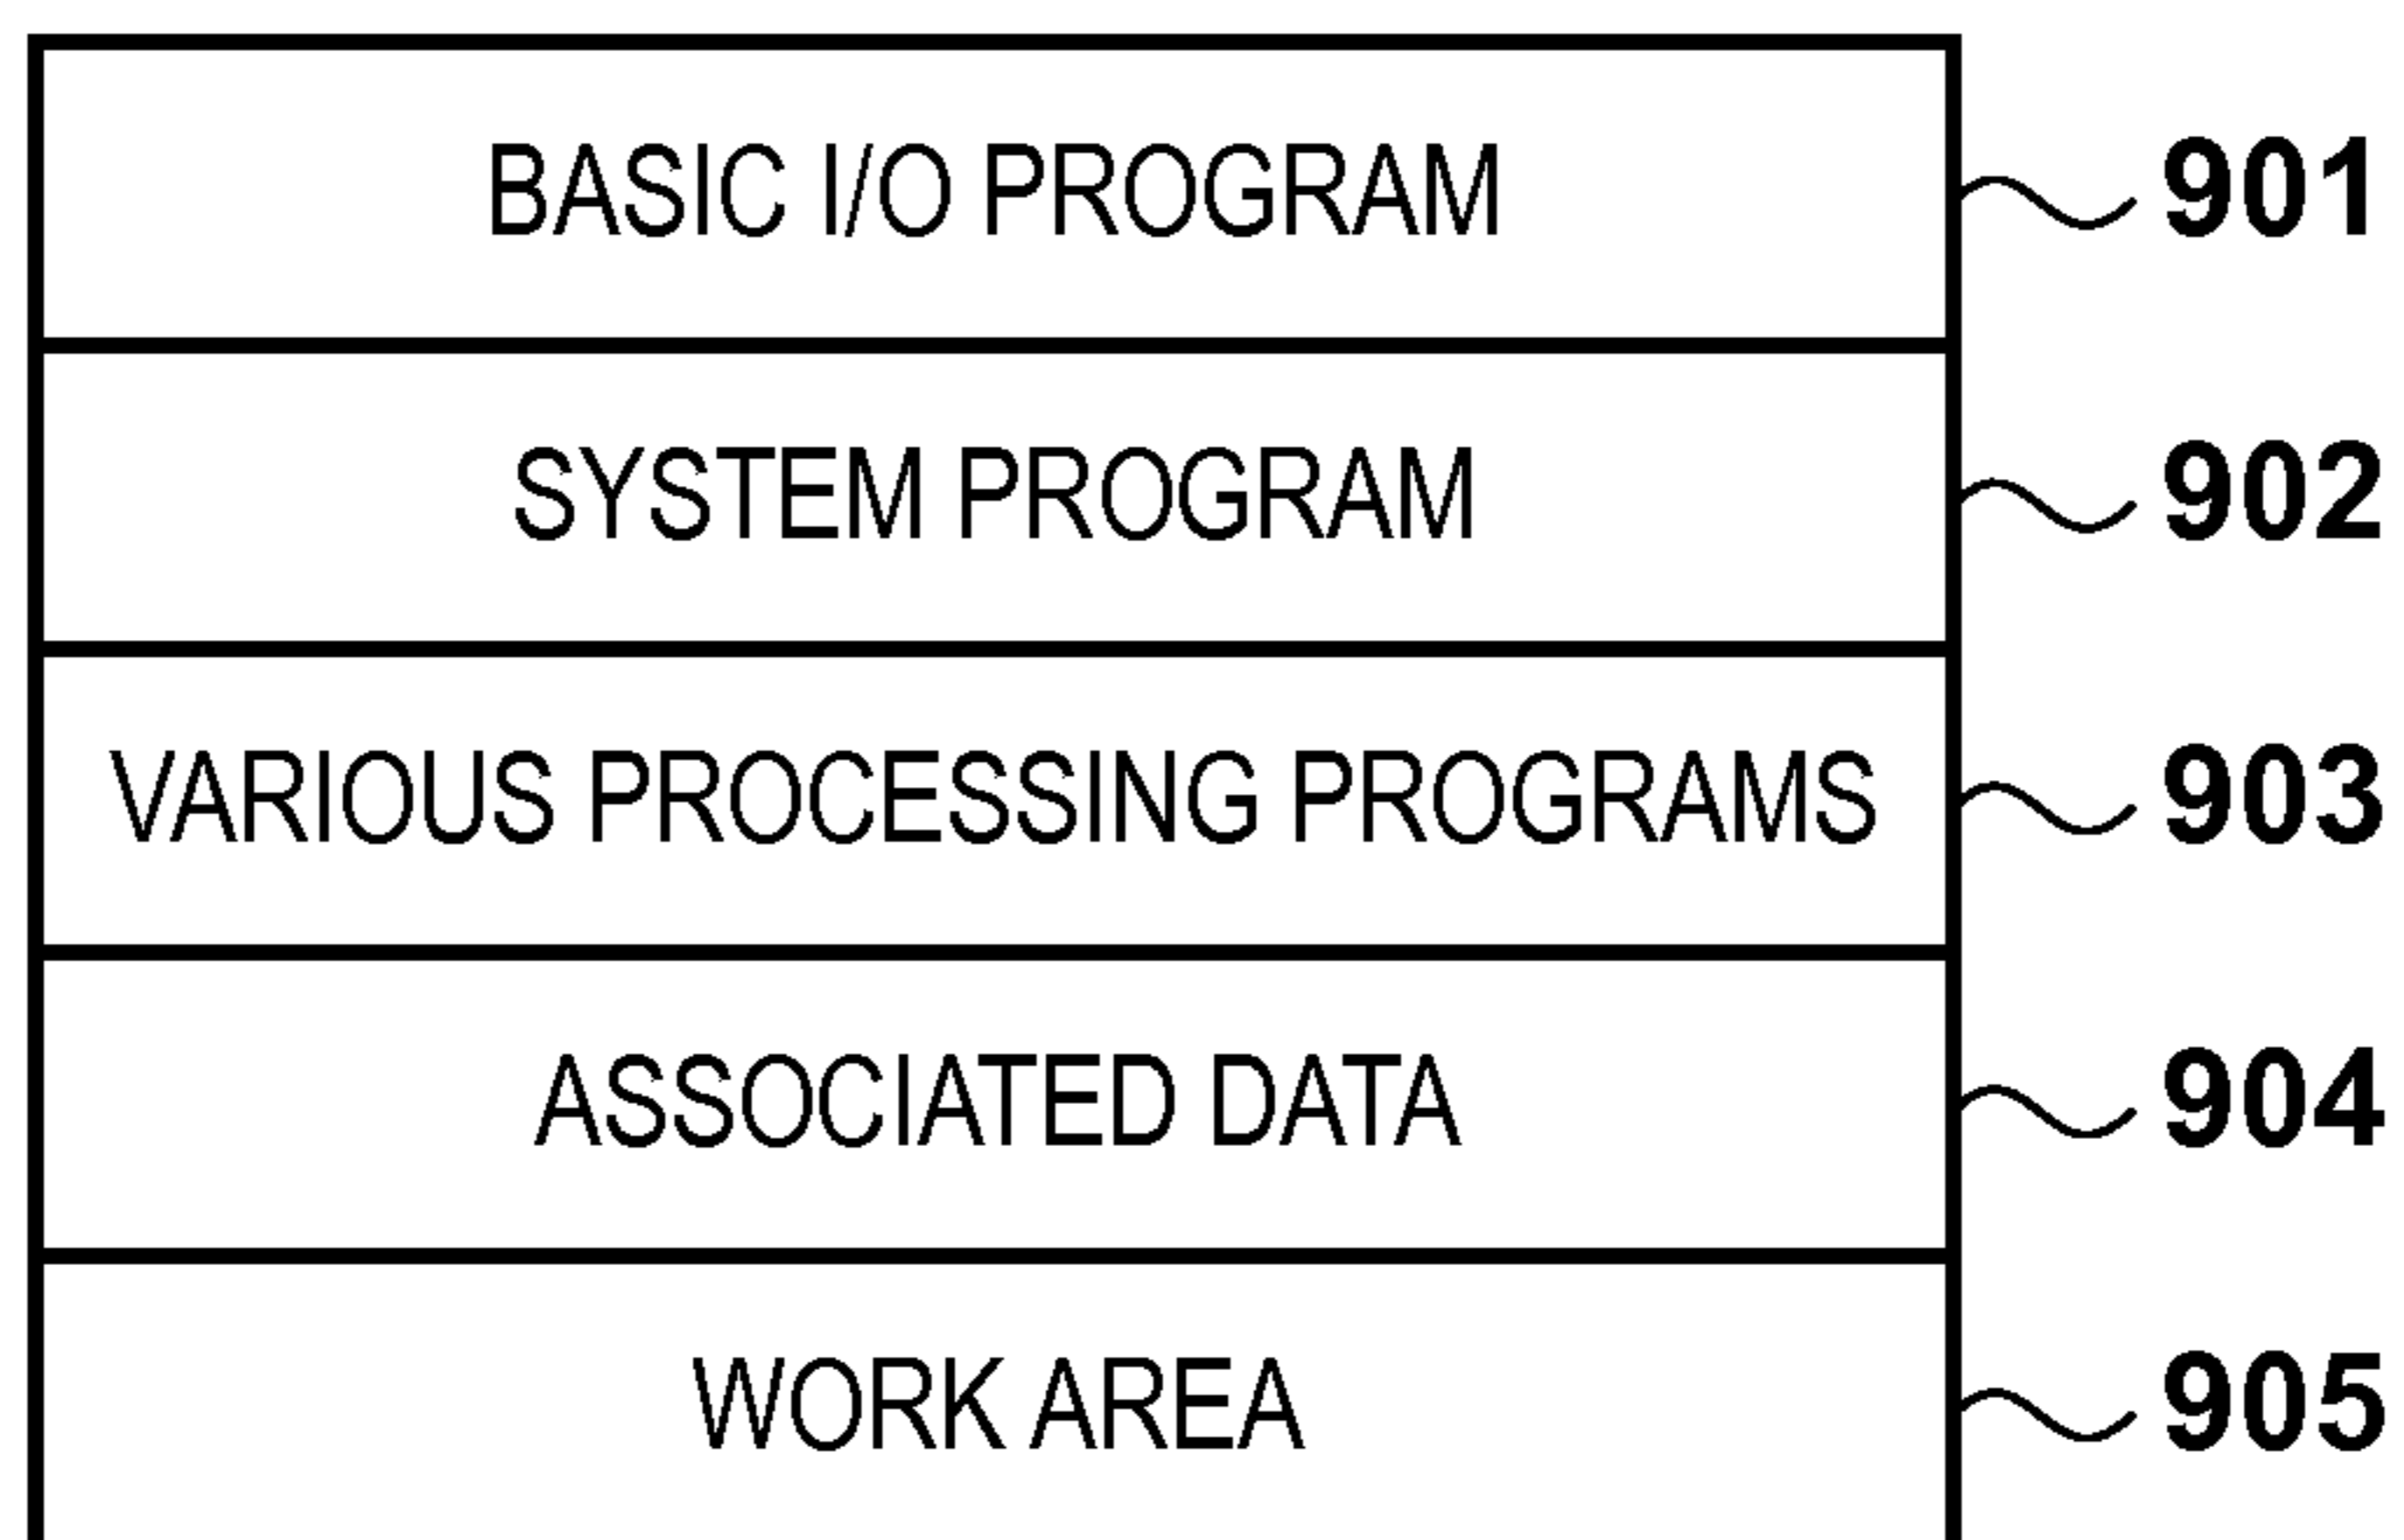 BASIC I/O PROGRAM 901
SYSTEM PROGRAM 902
VARIOUS PROCESSING PROGRAMS 903
ASSOCIATED DATA 904
WORK AREA 905